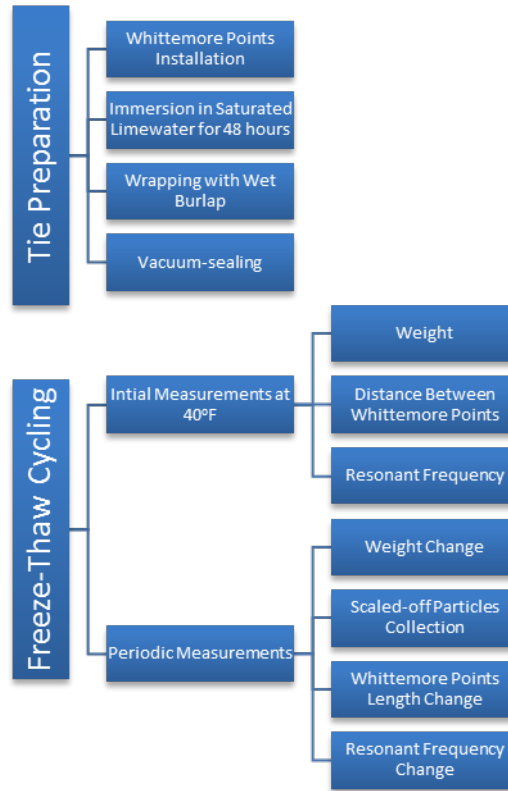 Tie Preparation
Whittemore Points
Installation
Immersion in Saturated
Limewater for 48 hours
Wrapping with Wet
Burlap
Vacuum-sealing
Freeze-Thaw Cycling
Intial Measurements at
40ºF
Weight
Distance Between
Whittemore Points
Resonant Frequency
Periodic Measurements
Weight Change
Scaled-off Particles
Collection
Whittemore Points
Length Change
Resonant Frequency
Change